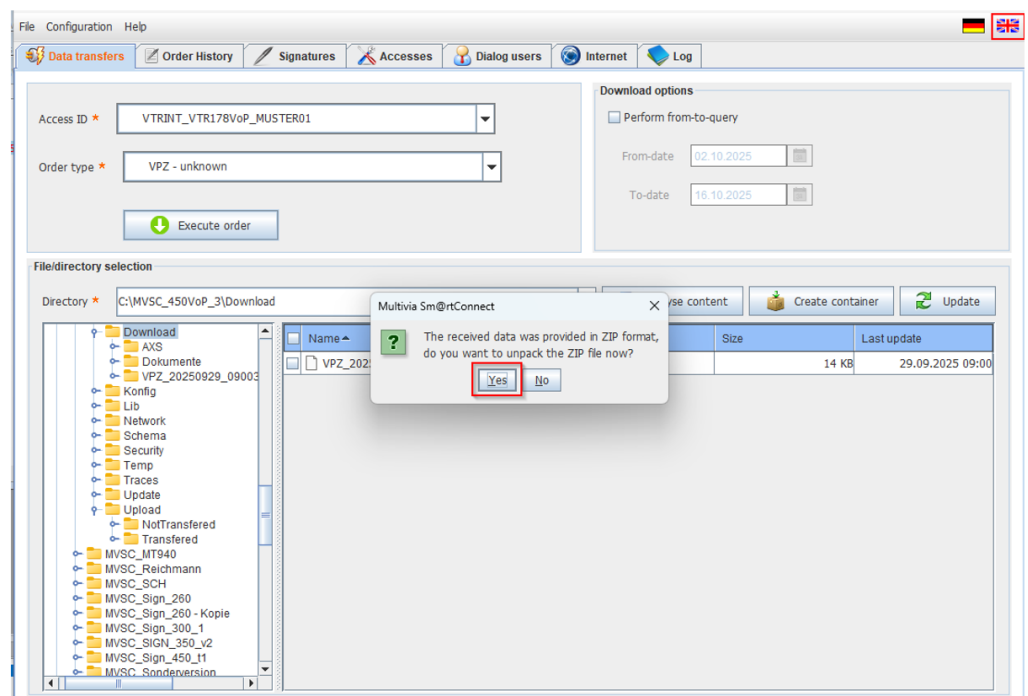 File Configuration Help
Data transfers Order History Signatures Accesses Dialog users Internet Log
Download options
Access ID * VTRINT_VTR178VoP_MUSTER01
Perform from-to-query
Order type * VPZ - unknown
From-date 02.10.2025
To-date 16.10.2025
Execute order
File/directory selection
Directory * C:\MVSC_450VoP_3\Download
content Create container Update
Multivia Sm@rtConnect
The received data was provided in ZIP format,
do you want to unpack the ZIP file now?
Yes No
Name Size Last update
VPZ_202 14 KB 29.09.2025 09:00
Download
AXS
Dokumente
VPZ_20250929_09003
Konfig
Lib
Network
Schema
Security
Temp
Traces
Update
Upload
NotTransfered
Transfered
MVSC_MT940
MVSC_Reichmann
MVSC_SCH
MVSC_Sign_260
MVSC_Sign_260 - Kopie
MVSC_Sign_300_1
MVSC_SIGN_350_v2
MVSC_Sign_450_t1
MVSC_Sonderversion